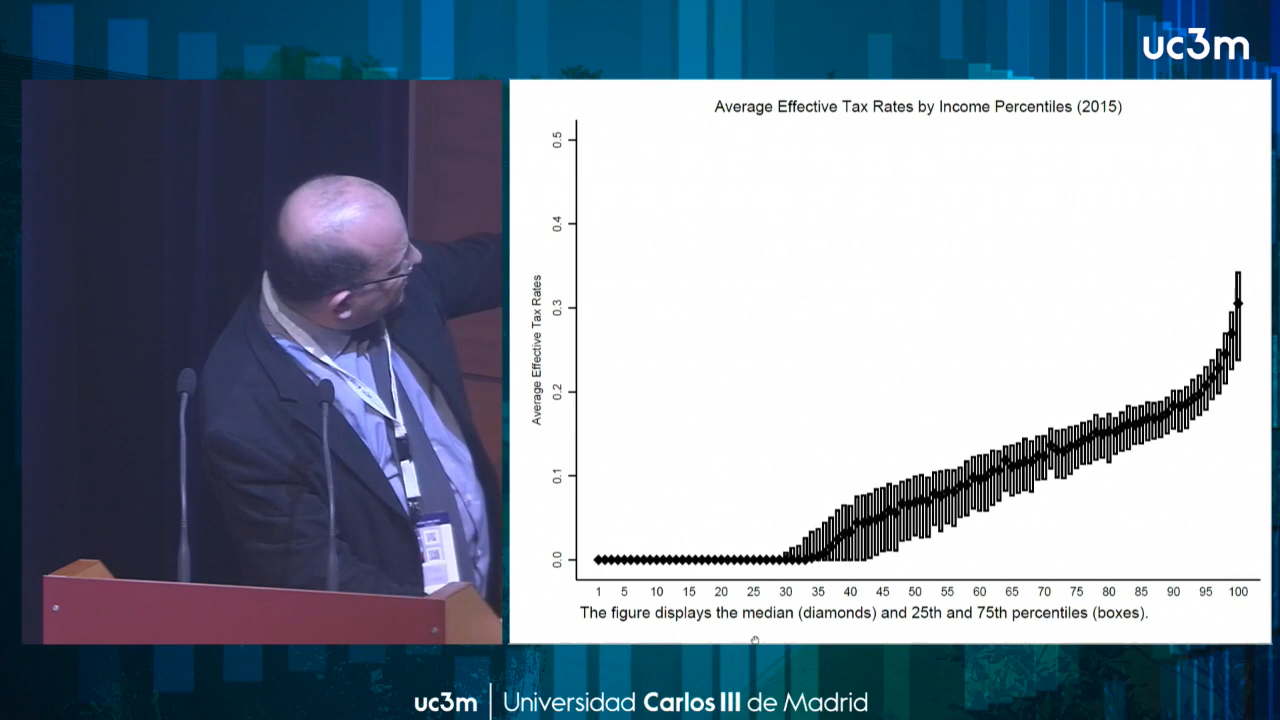 uc3m
Average Effective Tax Rates by Income Percentiles (2015)
Average Effective Tax Rates
0.5
0.4
0.3
0.2
0.1
0.0
1 5 10 15 20 25 30 35 40 45 50 55 60 65 70 75 80 85 90 95 100
The figure displays the median (diamonds) and 25th and 75th percentiles (boxes).
uc3m | Universidad Carlos III de Madrid